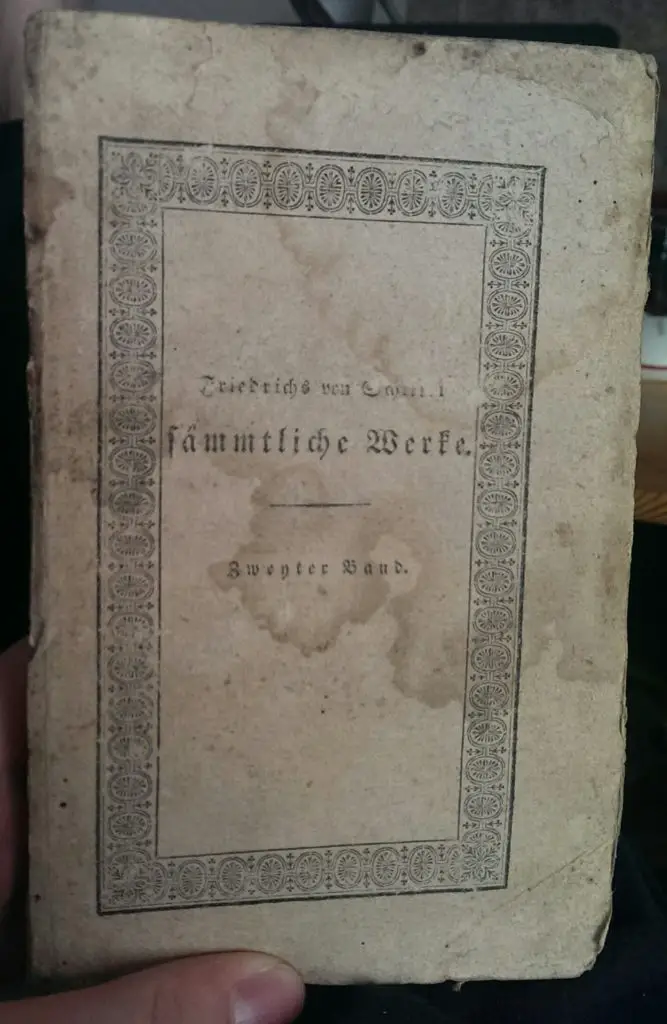 Friedrichs von
sämmtliche Werke.
Zweyter Band.